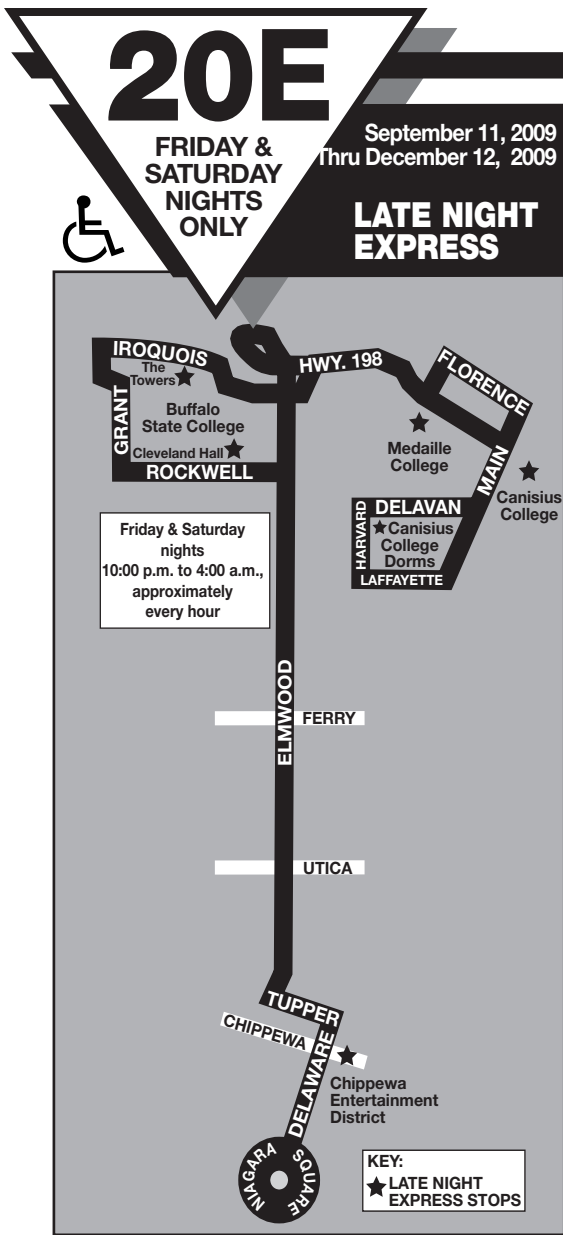 20E
FRIDAY &
SATURDAY
NIGHTS
ONLY
September 11, 2009
Thru December 12, 2009
LATE NIGHT
EXPRESS
IROQUOIS
The
Towers
GRANT
Buffalo
State College
Cleveland Hall
ROCKWELL
HWY. 198
FLORENCE
Medaille
College
MAIN
Canisius
College
DELAVAN
HARVARD
Canisius
College
Dorms
LAFFAYETTE
Friday & Saturday
nights
10:00 p.m. to 4:00 a.m.,
approximately
every hour
ELMWOOD
FERRY
UTICA
TUPPER
CHIPPEWA
DELAWARE
Chippewa
Entertainment
District
NIAGARA SQUARE
KEY:
LATE NIGHT
EXPRESS STOPS